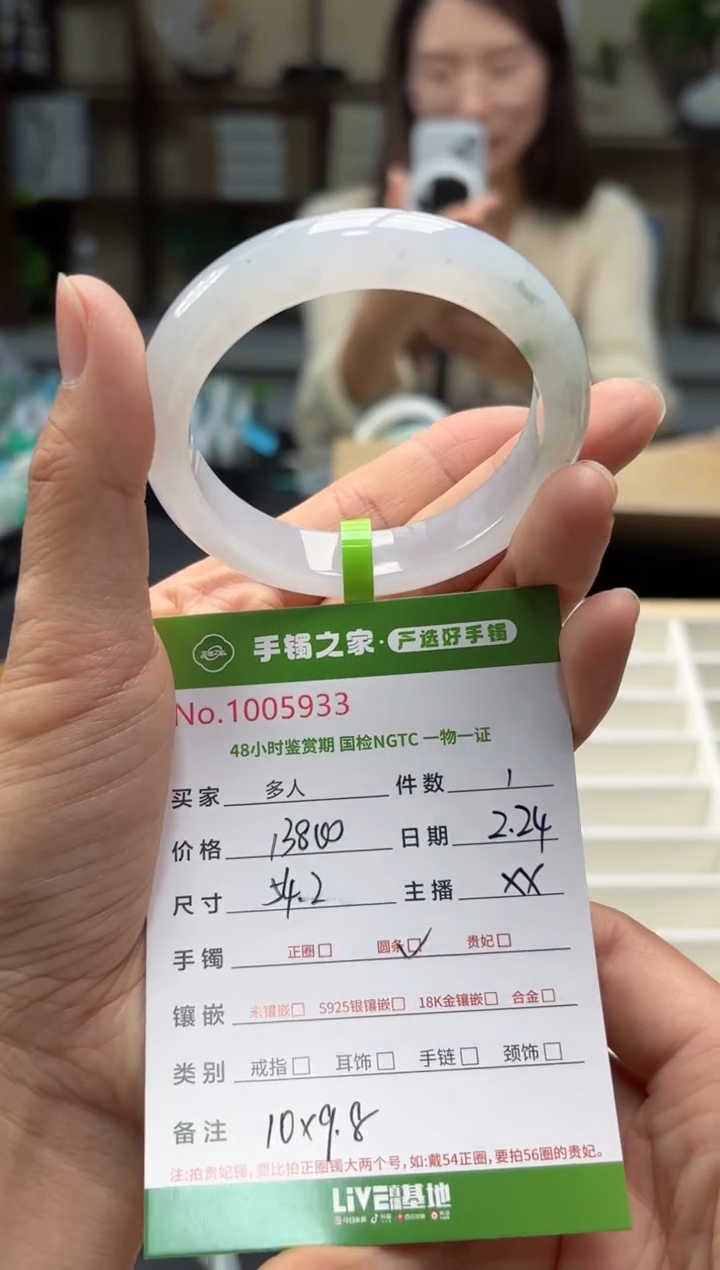 手镯之家·严选好手镯
No.1005933
48小时鉴赏期 国检NGTC 一物一证
买家 多人 件数 1
价格 13800 日期 2.24
尺寸 54.2 主播 XX
手镯 正圈□ 圆条□✓ 贵妃□
镶嵌 未镶嵌□ S925银镶嵌□ 18K金镶嵌□ 合金□
类别 戒指□ 耳饰□ 手链□ 颈饰□
备注 10×9.8
注:拍贵妃镯,要比拍正圈镯大两个号,如:戴54正圈,要拍56圈的贵妃。
LiVE直播基地